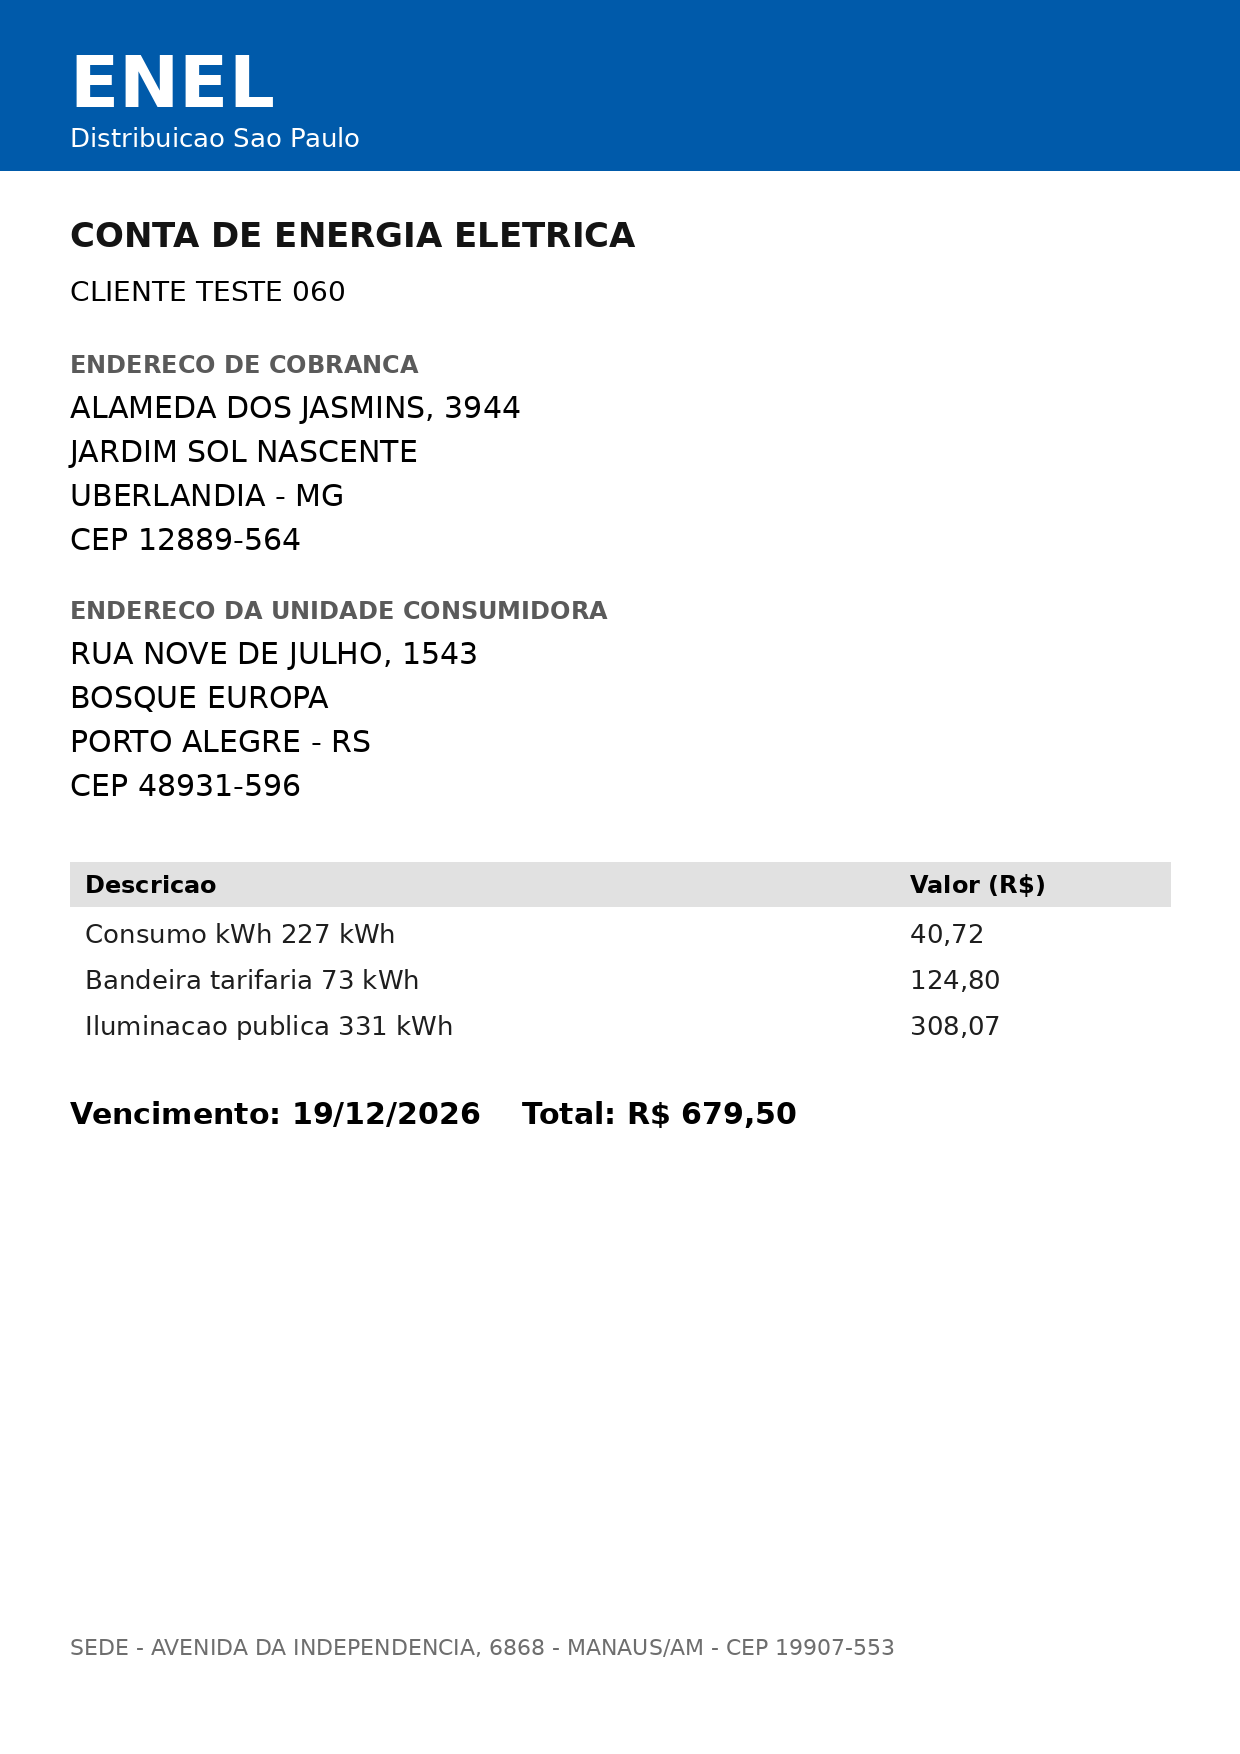 ENEL
Distribuicao Sao Paulo
CONTA DE ENERGIA ELETRICA
CLIENTE TESTE 060
ENDERECO DE COBRANCA
ALAMEDA DOS JASMINS, 3944
JARDIM SOL NASCENTE
UBERLANDIA - MG
CEP 12889-564
ENDERECO DA UNIDADE CONSUMIDORA
RUA NOVE DE JULHO, 1543
BOSQUE EUROPA
PORTO ALEGRE - RS
CEP 48931-596
Descricao Valor (R$)
Consumo kWh 227 kWh 40,72
Bandeira tarifaria 73 kWh 124,80
Iluminacao publica 331 kWh 308,07
Vencimento: 19/12/2026 Total: R$ 679,50
SEDE - AVENIDA DA INDEPENDENCIA, 6868 - MANAUS/AM - CEP 19907-553